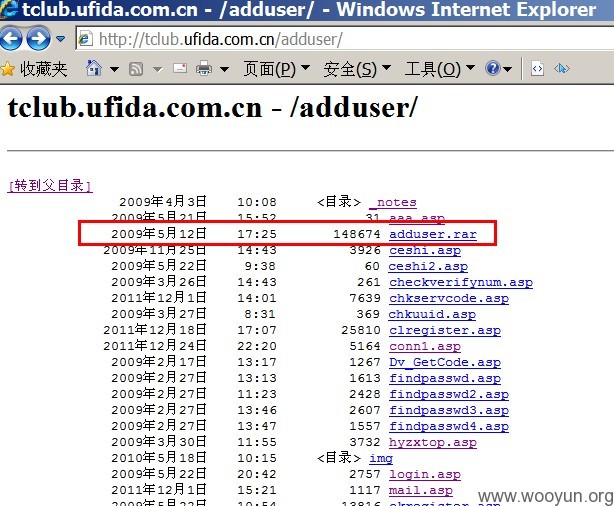 tclub.ufida.com.cn - /adduser/ - Windows Internet Explorer
http://tclub.ufida.com.cn/adduser/
收藏夹 页面(P) 安全(S) 工具(O)
tclub.ufida.com.cn - /adduser/
[转到父目录]
2009年4月3日 10:08 <目录> _notes
2009年5月21日 15:52 31 aaa.asp
2009年5月12日 17:25 148674 adduser.rar
2009年11月25日 14:43 3926 ceshi.asp
2009年5月22日 9:38 60 ceshi2.asp
2009年3月26日 14:43 261 checkverifynum.asp
2011年12月1日 14:01 7639 chkservcode.asp
2009年3月27日 8:31 369 chkuuid.asp
2011年12月18日 17:07 25810 clregister.asp
2011年12月24日 22:20 5164 conn1.asp
2009年2月17日 13:17 1267 Dv_GetCode.asp
2009年2月27日 13:13 1613 findpasswd.asp
2009年2月27日 11:23 2428 findpasswd2.asp
2009年2月27日 13:46 2607 findpasswd3.asp
2009年2月27日 13:47 1557 findpasswd4.asp
2009年3月30日 11:55 3732 hyzxtop.asp
2010年5月18日 10:15 <目录> img
2009年5月22日 20:42 2757 login.asp
2011年12月1日 15:21 1117 mail.asp
www.wooyun.org